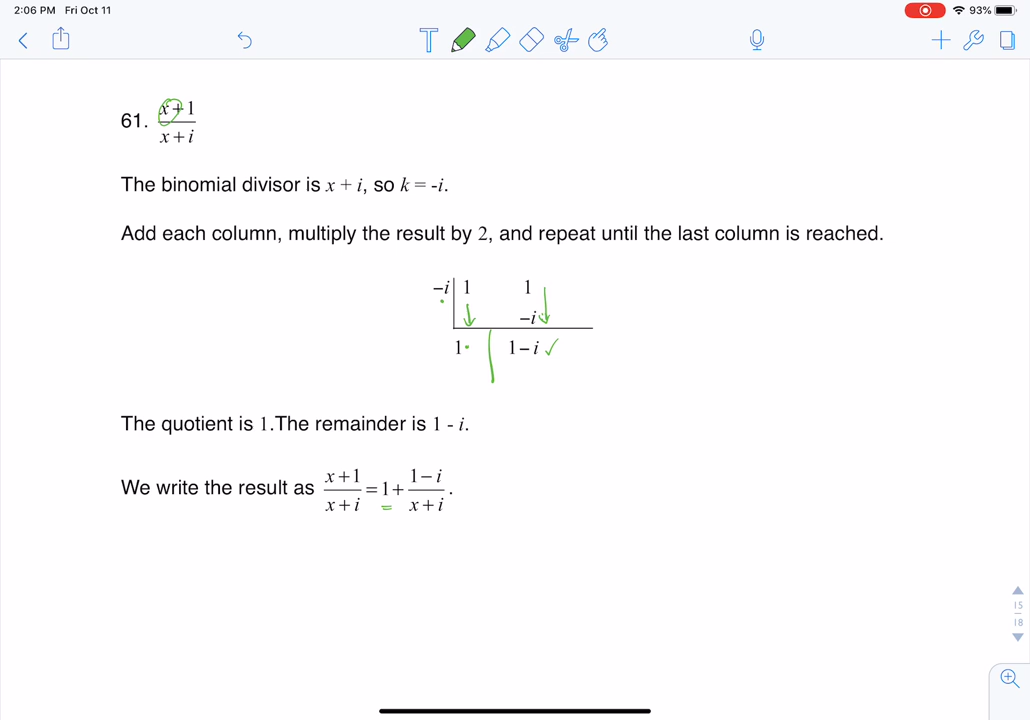 2:06 PM Fri Oct 11 93%
T
61. x + 1 / x + i
The binomial divisor is x + i, so k = -i.
Add each column, multiply the result by 2, and repeat until the last column is reached.
−i 1 1
−i
1 1 − i ✓
The quotient is 1.The remainder is 1 - i.
We write the result as x + 1 / x + i = 1 + 1 − i / x + i.
15
18